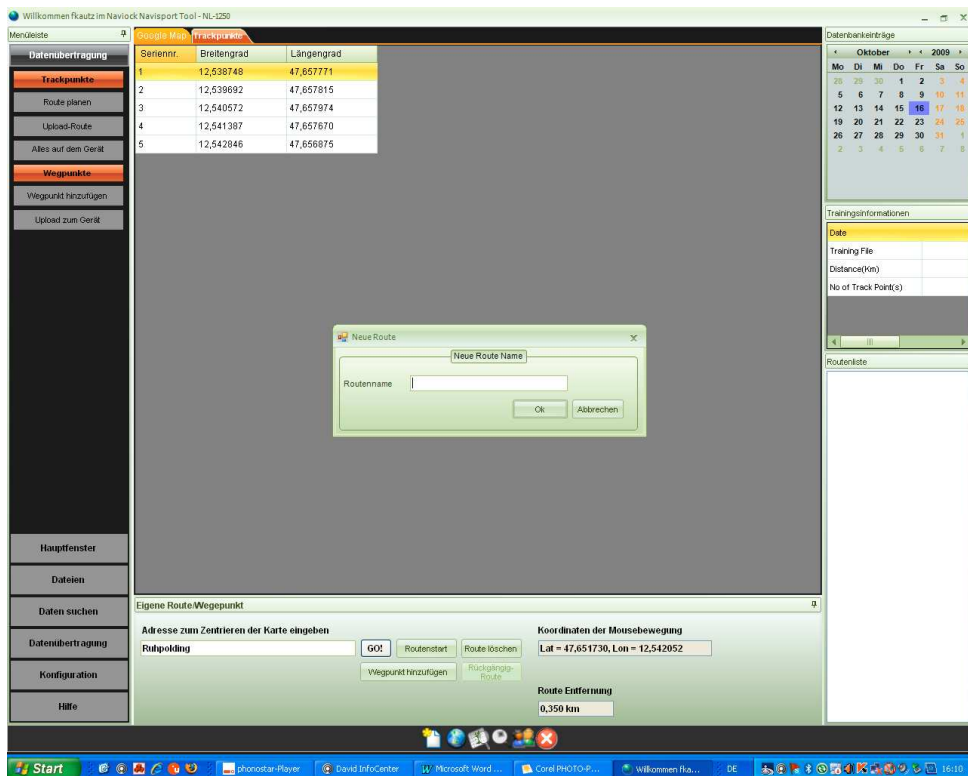 Willkommen fkautz im Navilock Navisport Tool - NL-1250
Menüleiste
Datenübertragung
Trackpunkte
Route planen
Upload-Route
Alles auf dem Gerät
Wegpunkte
Wegpunkt hinzufügen
Upload zum Gerät
Hauptfenster
Dateien
Daten suchen
Datenübertragung
Konfiguration
Hilfe
Google Map Trackpunkte
Seriennr. Breitengrad Längengrad
1 12,538748 47,657771
2 12,539692 47,657815
3 12,540572 47,657974
4 12,541387 47,657670
5 12,542846 47,656875
Neue Route
Neue Route Name
Routenname
Ok Abbrechen
Eigene Route/Wegepunkt
Adresse zum Zentrieren der Karte eingeben
Ruhpolding
GO! Routenstart Route löschen
Wegpunkt hinzufügen Rückgängig-
Route
Koordinaten der Mousebewegung
Lat = 47,651730, Lon = 12,542052
Route Entfernung
0,350 km
Datenbankeinträge
Oktober 2009
Mo Di Mi Do Fr Sa So
28 29 30 1 2 3 4
5 6 7 8 9 10 11
12 13 14 15 16 17 18
19 20 21 22 23 24 25
26 27 28 29 30 31 1
2 3 4 5 6 7 8
Trainingsinformationen
Date
Training File
Distance(Km)
No of Track Point(s)
Routenliste
Start
phonostar-Player
David InfoCenter
Microsoft Word ...
Corel PHOTO-P...
Willkommen fka...
DE
16:10